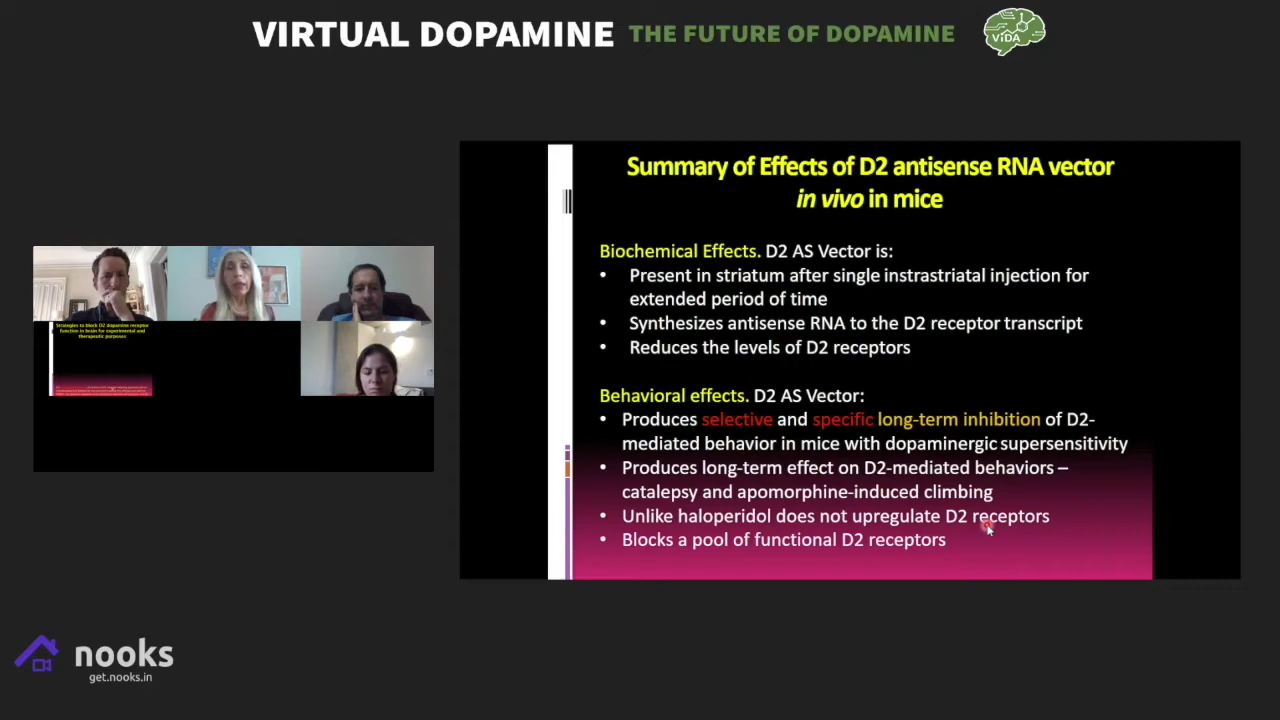 VIRTUAL DOPAMINE THE FUTURE OF DOPAMINE
ViDA
Summary of Effects of D2 antisense RNA vector
in vivo in mice
Biochemical Effects. D2 AS Vector is:
• Present in striatum after single instrastriatal injection for
extended period of time
• Synthesizes antisense RNA to the D2 receptor transcript
• Reduces the levels of D2 receptors
Behavioral effects. D2 AS Vector:
• Produces selective and specific long-term inhibition of D2-
mediated behavior in mice with dopaminergic supersensitivity
• Produces long-term effect on D2-mediated behaviors –
catalepsy and apomorphine-induced climbing
• Unlike haloperidol does not upregulate D2 receptors
• Blocks a pool of functional D2 receptors
Strategies to block D2 dopamine receptor
function in brain for experimental and
therapeutic purposes
nooks
get.nooks.in